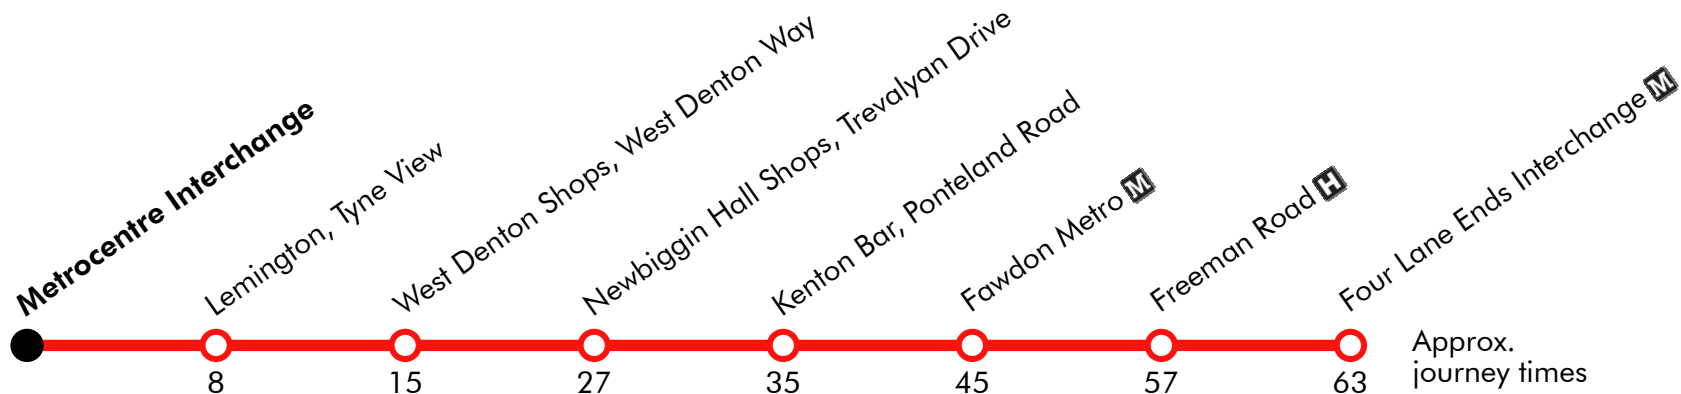 Metrocentre Interchange
Lemington, Tyne View
West Denton Shops, West Denton Way
Newbiggin Hall Shops, Trevalyan Drive
Kenton Bar, Ponteland Road
Fawdon Metro M
Freeman Road H
Four Lane Ends Interchange M
8
15
27
35
45
57
63
Approx.
journey times